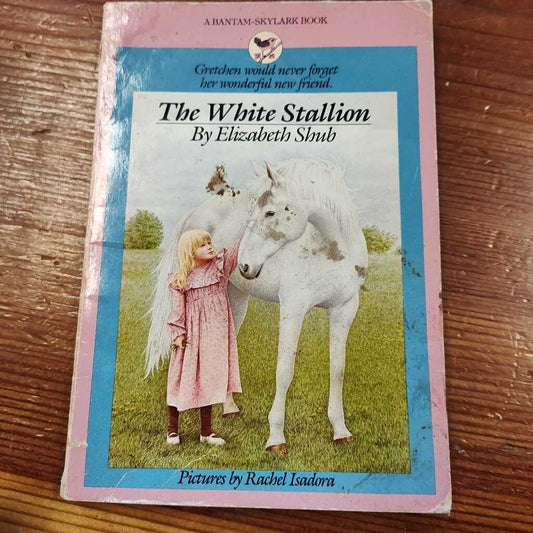 A BANTAM-SKYLARK BOOK
Gretchen would never forget
her wonderful new friend.
The White Stallion
By Elizabeth Shub
Pictures by Rachel Isadora